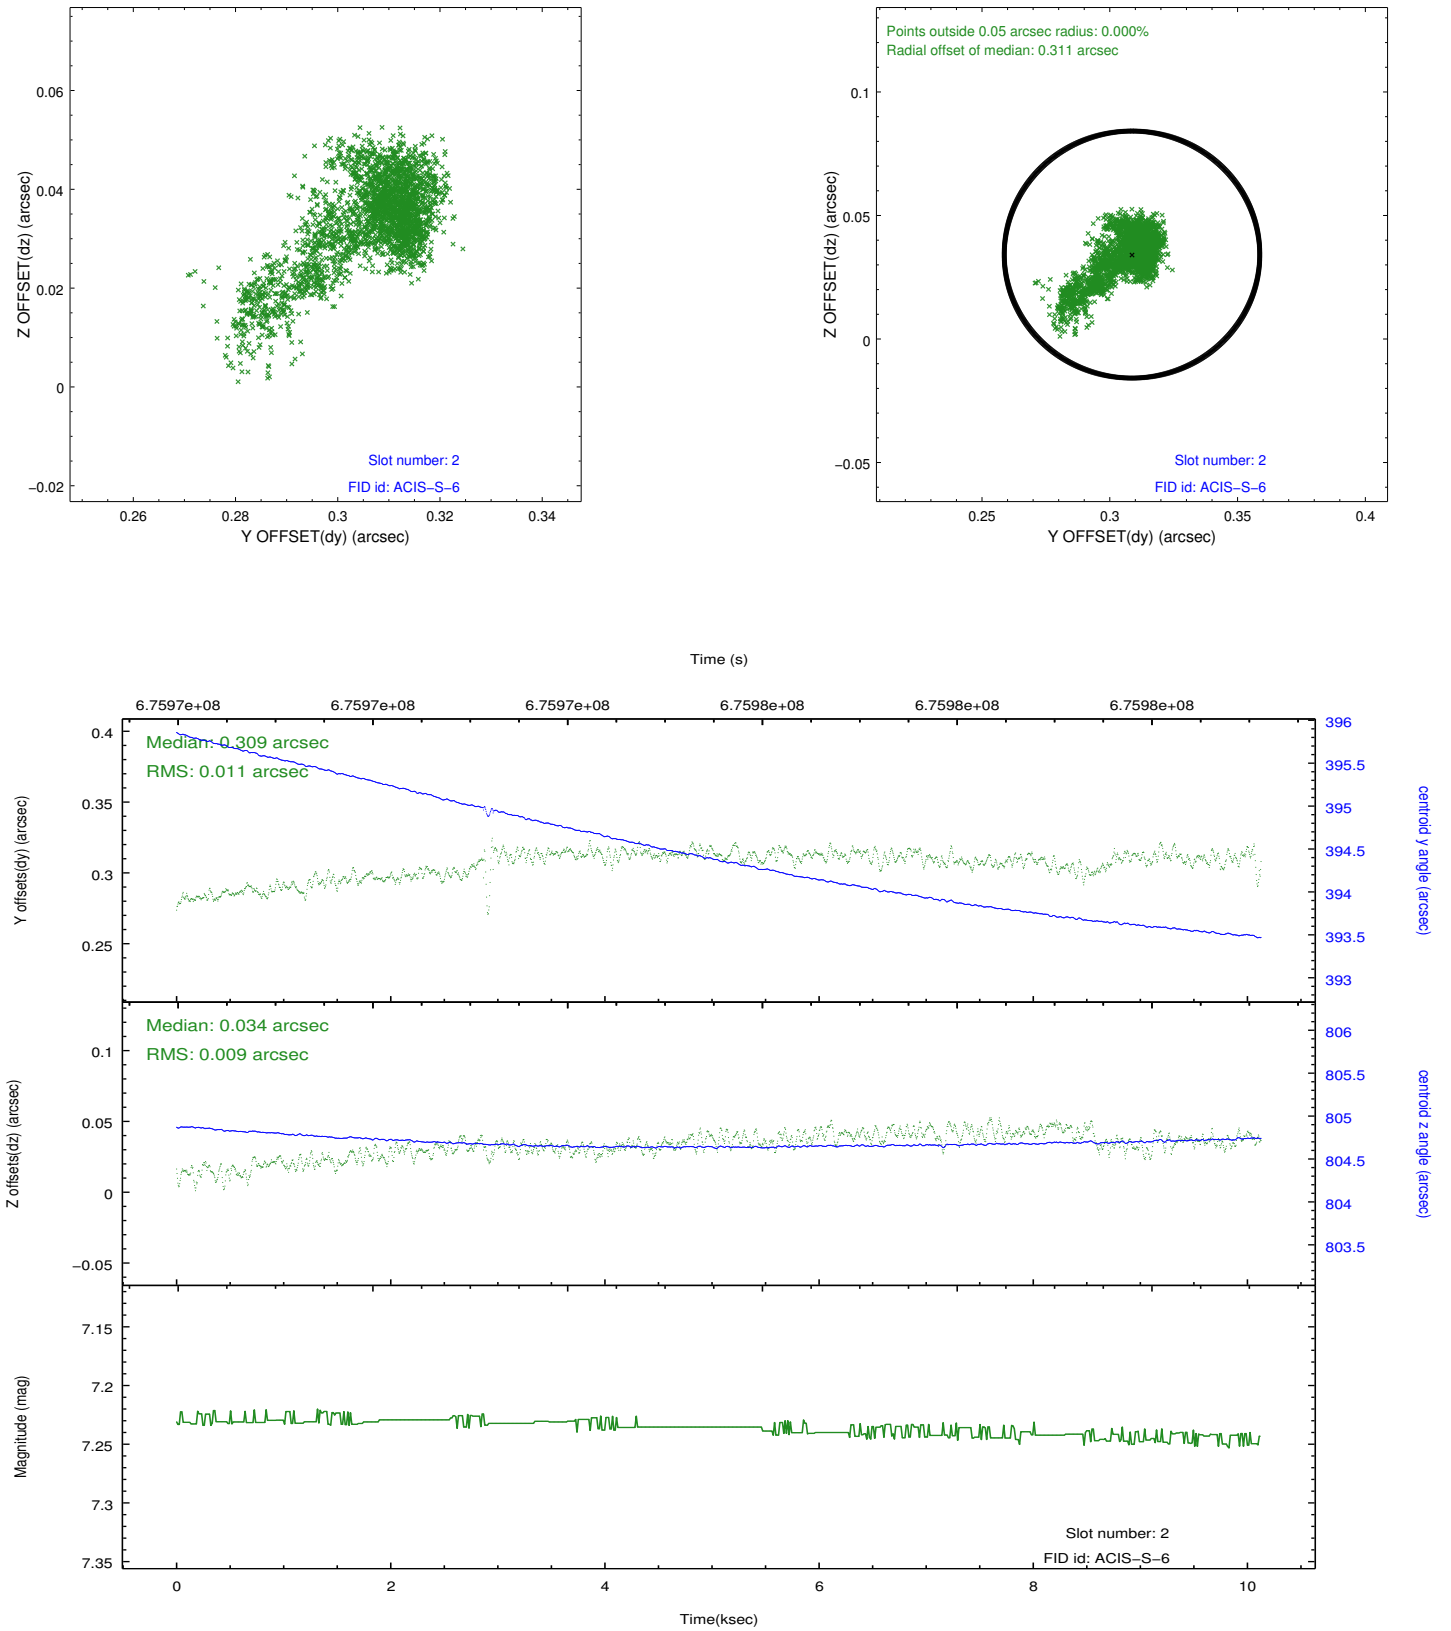 0.06
0.04
0.02
0
−0.02
Z OFFSET(dz) (arcsec)
Slot number: 2
FID id: ACIS−S−6
0.26
0.28
0.3
0.32
0.34
Y OFFSET(dy) (arcsec)
Points outside 0.05 arcsec radius: 0.000%
Radial offset of median: 0.311 arcsec
0.1
0.05
0
−0.05
Z OFFSET(dz) (arcsec)
Slot number: 2
FID id: ACIS−S−6
0.25
0.3
0.35
0.4
Y OFFSET(dy) (arcsec)
Time (s)
6.7597e+08
6.7597e+08
6.7597e+08
6.7598e+08
6.7598e+08
6.7598e+08
Median: 0.309 arcsec
RMS: 0.011 arcsec
0.4
0.35
0.3
0.25
Y offsets(dy) (arcsec)
396
395.5
395
394.5
394
393.5
393
centroid y angle (arcsec)
Median: 0.034 arcsec
RMS: 0.009 arcsec
0.1
0.05
0
−0.05
Z offsets(dz) (arcsec)
806
805.5
805
804.5
804
803.5
centroid z angle (arcsec)
7.15
7.2
7.25
7.3
7.35
Magnitude (mag)
Slot number: 2
FID id: ACIS−S−6
0
2
4
6
8
10
Time(ksec)